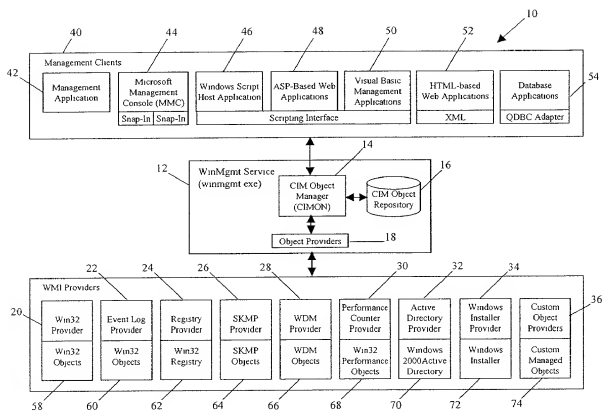 10
40
44
46
48
50
52
Management Clients
42
Management
Application
Microsoft
Management
Console (MMC)
Snap-In
Snap-In
Windows Script
Host Application
ASP-Based Web
Applications
Visual Basic
Management
Applications
Scripting Interface
HTML-based
Web Applications
XML
Database
Applications
QDBC Adapter
54
12
14
16
WinMgmt Service
(winmgmt exe)
CIM Object
Manager
(CIMON)
CIM Object
Repository
Object Providers
18
22
24
26
28
30
32
34
WMI Providers
20
36
Win32
Provider
Win32
Objects
Event Log
Provider
Win32
Objects
Registry
Provider
Win32
Registry
SKMP
Provider
SKMP
Objects
WDM
Provider
WDM
Objects
Performance
Counter
Provider
Win32
Performance
Objects
Active
Directory
Provider
Windows
2000Active
Directory
Windows
Installer
Provider
Windows
Installer
Custom
Object
Providers
Custom
Managed
Objects
58
60
62
64
66
68
70
72
74